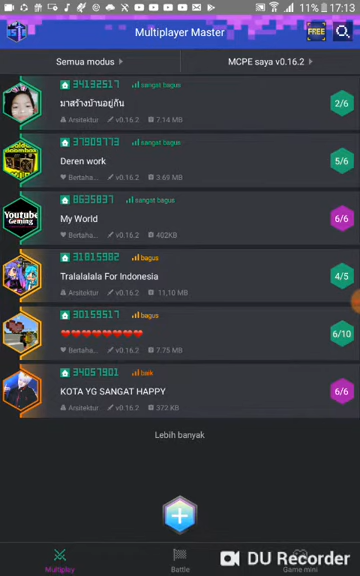 11% 17:13
Multiplayer Master
FREE
Semua modus
MCPE saya v0.16.2
34132517 sangat bagus
มาสร้างบ้านอยู่กัน
Arsitektur v0.16.2 7.14 MB
2/6
37909773 sangat bagus
Deren work
Bertaha... v0.16.2 3.69 MB
5/6
8635837 sangat bagus
Youtube
Geming
My World
Bertaha... v0.16.2 402KB
6/6
31815982 bagus
Tralalalala For Indonesia
Arsitektur v0.16.2 11,10 MB
4/5
30159517 bagus
❤❤❤❤❤❤❤❤
Bertaha... v0.16.2 7.75 MB
6/10
34057901 baik
KOTA YG SANGAT HAPPY
Arsitektur v0.16.2 372 KB
6/6
Lebih banyak
DU Recorder
Multiplay
Battle
Game mini